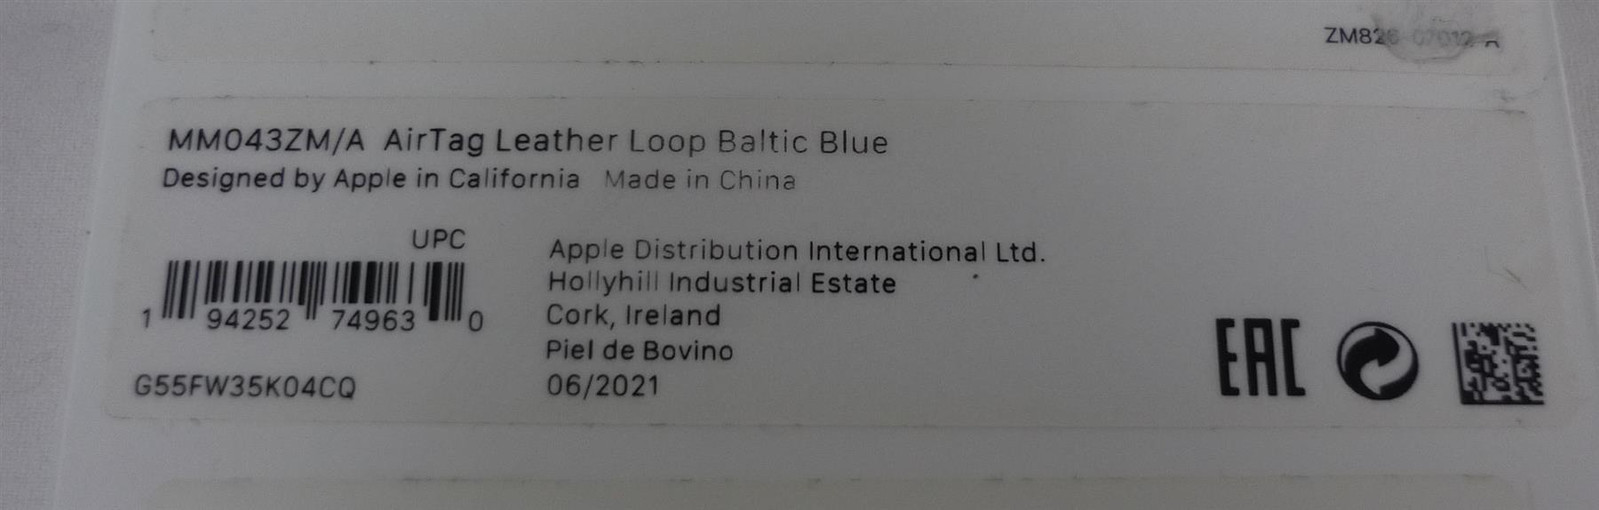 MM043ZM/A AirTag Leather Loop Baltic Blue
Designed by Apple in California Made in China
UPC
1 94252 74963 0
G55FW35K04CQ
Apple Distribution International Ltd.
Hollyhill Industrial Estate
Cork, Ireland
Piel de Bovino
06/2021
EAC